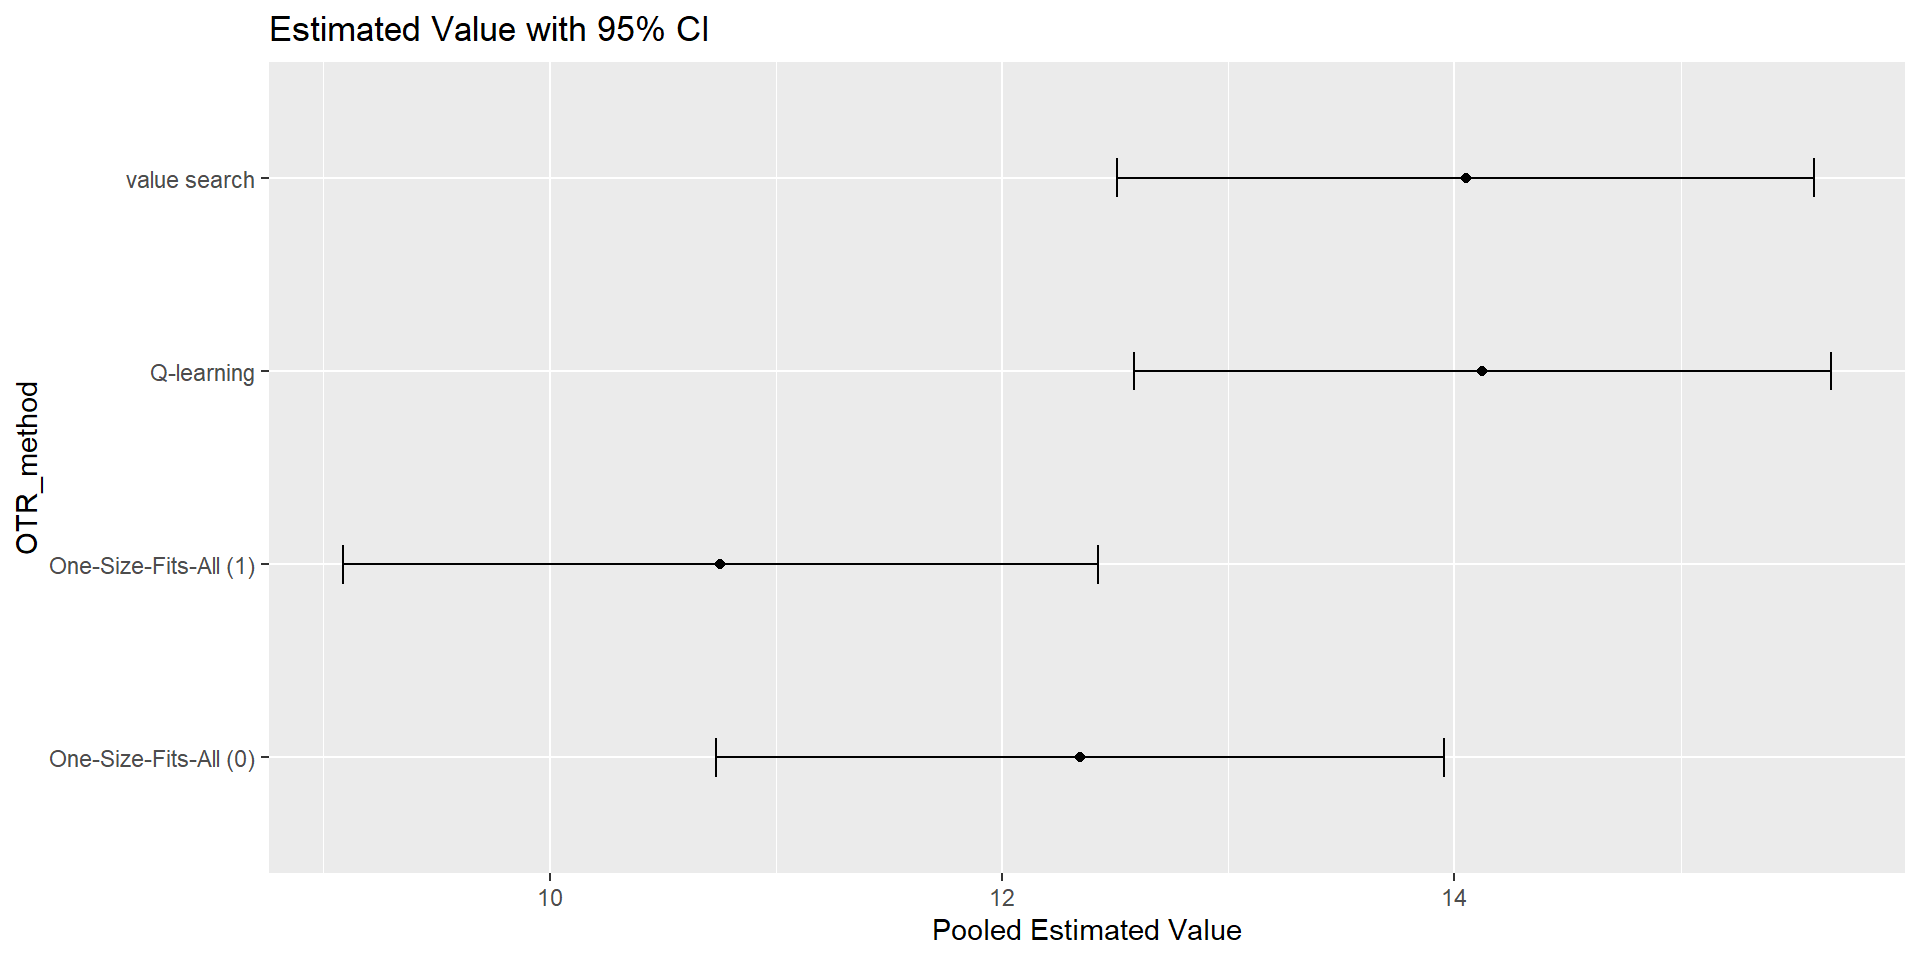 Estimated Value with 95% CI
OTR_method
value search
Q-learning
One-Size-Fits-All (1)
One-Size-Fits-All (0)
10
12
14
Pooled Estimated Value